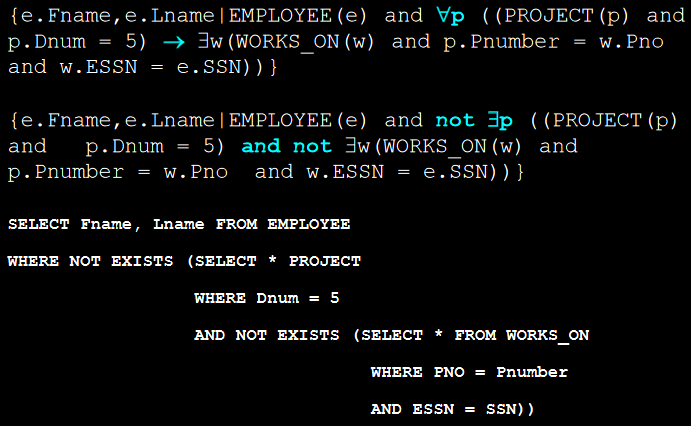 {e.Fname,e.Lname|EMPLOYEE(e) and ∀p ((PROJECT(p) and
p.Dnum = 5) → ∃w(WORKS_ON(w) and p.Pnumber = w.Pno
and w.ESSN = e.SSN))}
{e.Fname,e.Lname|EMPLOYEE(e) and not ∃p ((PROJECT(p)
and p.Dnum = 5) and not ∃w(WORKS_ON(w) and
p.Pnumber = w.Pno and w.ESSN = e.SSN))}
SELECT Fname, Lname FROM EMPLOYEE
WHERE NOT EXISTS (SELECT * PROJECT
WHERE Dnum = 5
AND NOT EXISTS (SELECT * FROM WORKS_ON
WHERE PNO = Pnumber
AND ESSN = SSN))